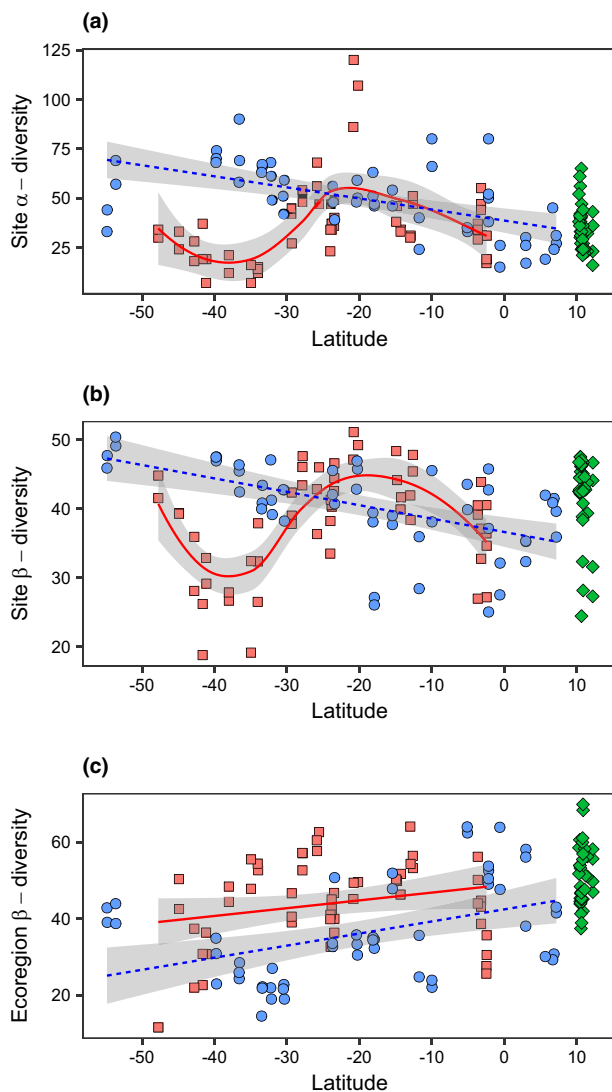 (a)
125
100
75
50
25
Site α − diversity
-50 -40 -30 -20 -10 0 10
Latitude
(b)
50
40
30
20
Site β − diversity
-50 -40 -30 -20 -10 0 10
Latitude
(c)
60
40
20
Ecoregion β − diversity
-50 -40 -30 -20 -10 0 10
Latitude